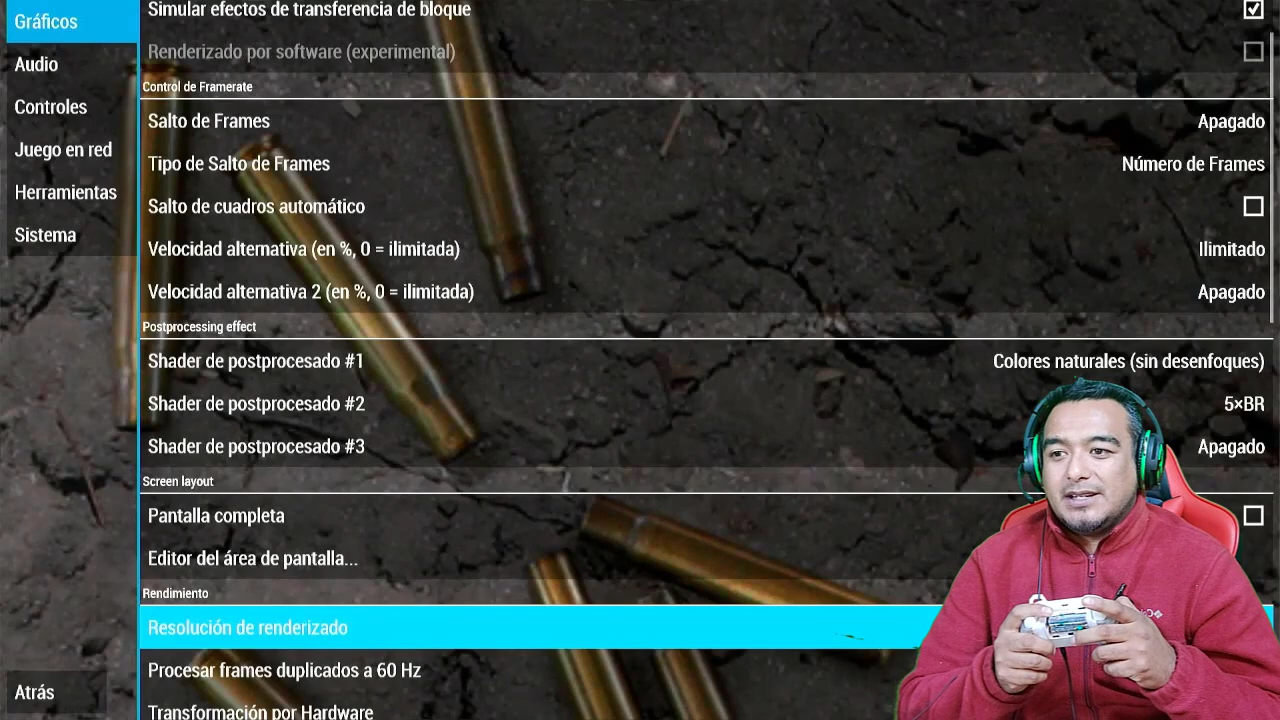 Gráficos
Audio
Controles
Juego en red
Herramientas
Sistema
Atrás
Simular efectos de transferencia de bloque
Renderizado por software (experimental)
Control de Framerate
Salto de Frames Apagado
Tipo de Salto de Frames Número de Frames
Salto de cuadros automático
Velocidad alternativa (en %, 0 = ilimitada) Ilimitado
Velocidad alternativa 2 (en %, 0 = ilimitada) Apagado
Postprocessing effect
Shader de postprocesado #1 Colores naturales (sin desenfoques)
Shader de postprocesado #2 5×BR
Shader de postprocesado #3 Apagado
Screen layout
Pantalla completa
Editor del área de pantalla...
Rendimiento
Resolución de renderizado
Procesar frames duplicados a 60 Hz
Transformación por Hardware